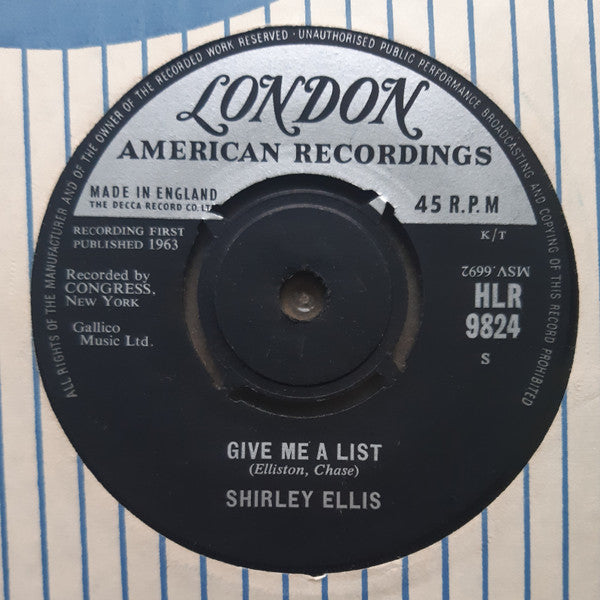 ALL RIGHTS OF THE MANUFACTURER AND OF THE OWNER OF THE RECORDED WORK RESERVED · UNAUTHORISED PUBLIC PERFORMANCE BROADCASTING AND COPYING OF THIS RECORD PROHIBITED
LONDON
AMERICAN RECORDINGS
MADE IN ENGLAND
THE DECCA RECORD CO. LT
45 R.P.M
RECORDING FIRST
PUBLISHED 1963
K/T
Recorded by
CONGRESS,
New York
MSV.6692
HLR
9824
Gallico
Music Ltd.
S
GIVE ME A LIST
(Elliston, Chase)
SHIRLEY ELLIS